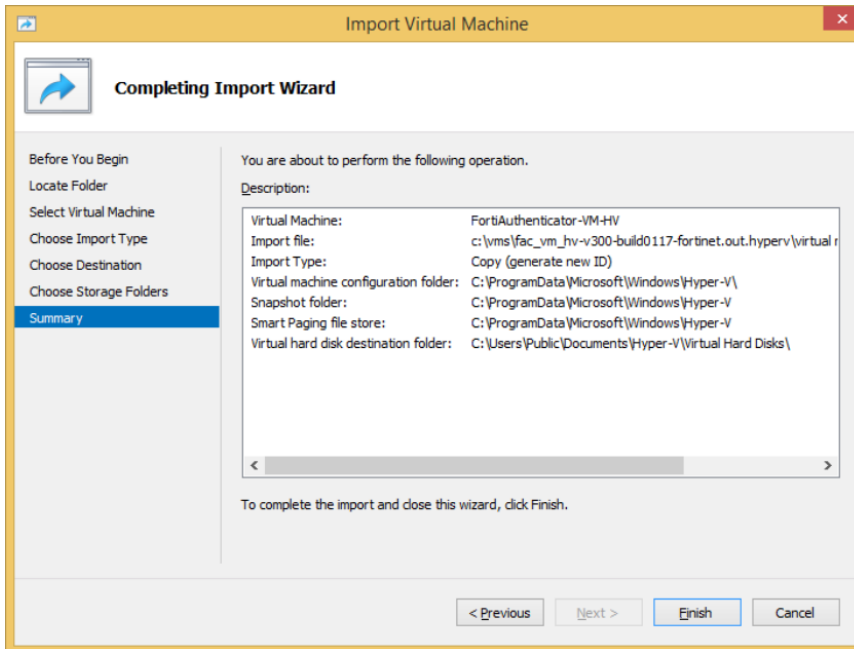 Import Virtual Machine
Completing Import Wizard
Before You Begin
Locate Folder
Select Virtual Machine
Choose Import Type
Choose Destination
Choose Storage Folders
Summary
You are about to perform the following operation.
Description:
Virtual Machine: FortiAuthenticator-VM-HV
Import file: c:\vms\fac_vm_hv-v300-build0117-fortinet.out.hyperv\virtual
Import Type: Copy (generate new ID)
Virtual machine configuration folder: C:\ProgramData\Microsoft\Windows\Hyper-V\
Snapshot folder: C:\ProgramData\Microsoft\Windows\Hyper-V
Smart Paging file store: C:\ProgramData\Microsoft\Windows\Hyper-V
Virtual hard disk destination folder: C:\Users\Public\Documents\Hyper-V\Virtual Hard Disks\
To complete the import and close this wizard, click Finish.
< Previous Next > Finish Cancel